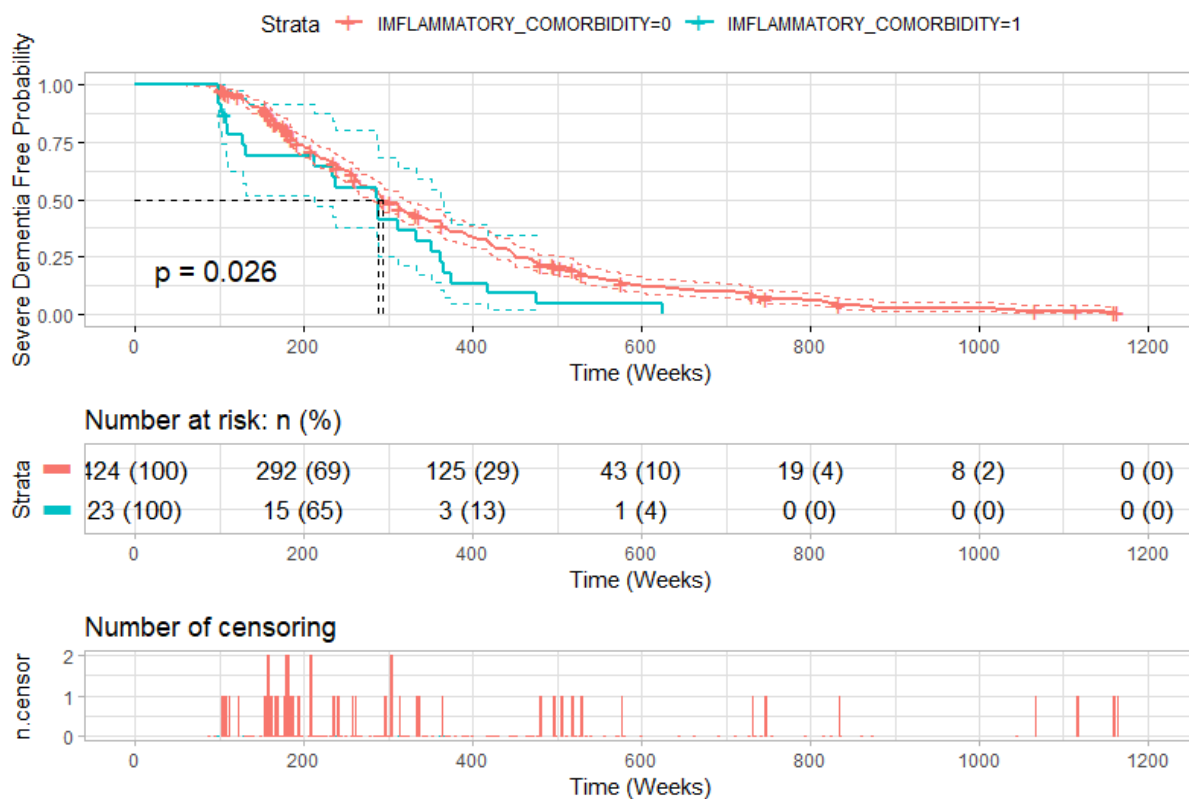 Strata IMFLAMMATORY_COMORBIDITY=0 IMFLAMMATORY_COMORBIDITY=1
Severe Dementia Free Probability
1.00
0.75
0.50
0.25
0.00
p = 0.026
0 200 400 600 800 1000 1200
Time (Weeks)
Number at risk: n (%)
Strata
424 (100) 292 (69) 125 (29) 43 (10) 19 (4) 8 (2) 0 (0)
23 (100) 15 (65) 3 (13) 1 (4) 0 (0) 0 (0) 0 (0)
0 200 400 600 800 1000 1200
Time (Weeks)
Number of censoring
n.censor
2
1
0
0 200 400 600 800 1000 1200
Time (Weeks)